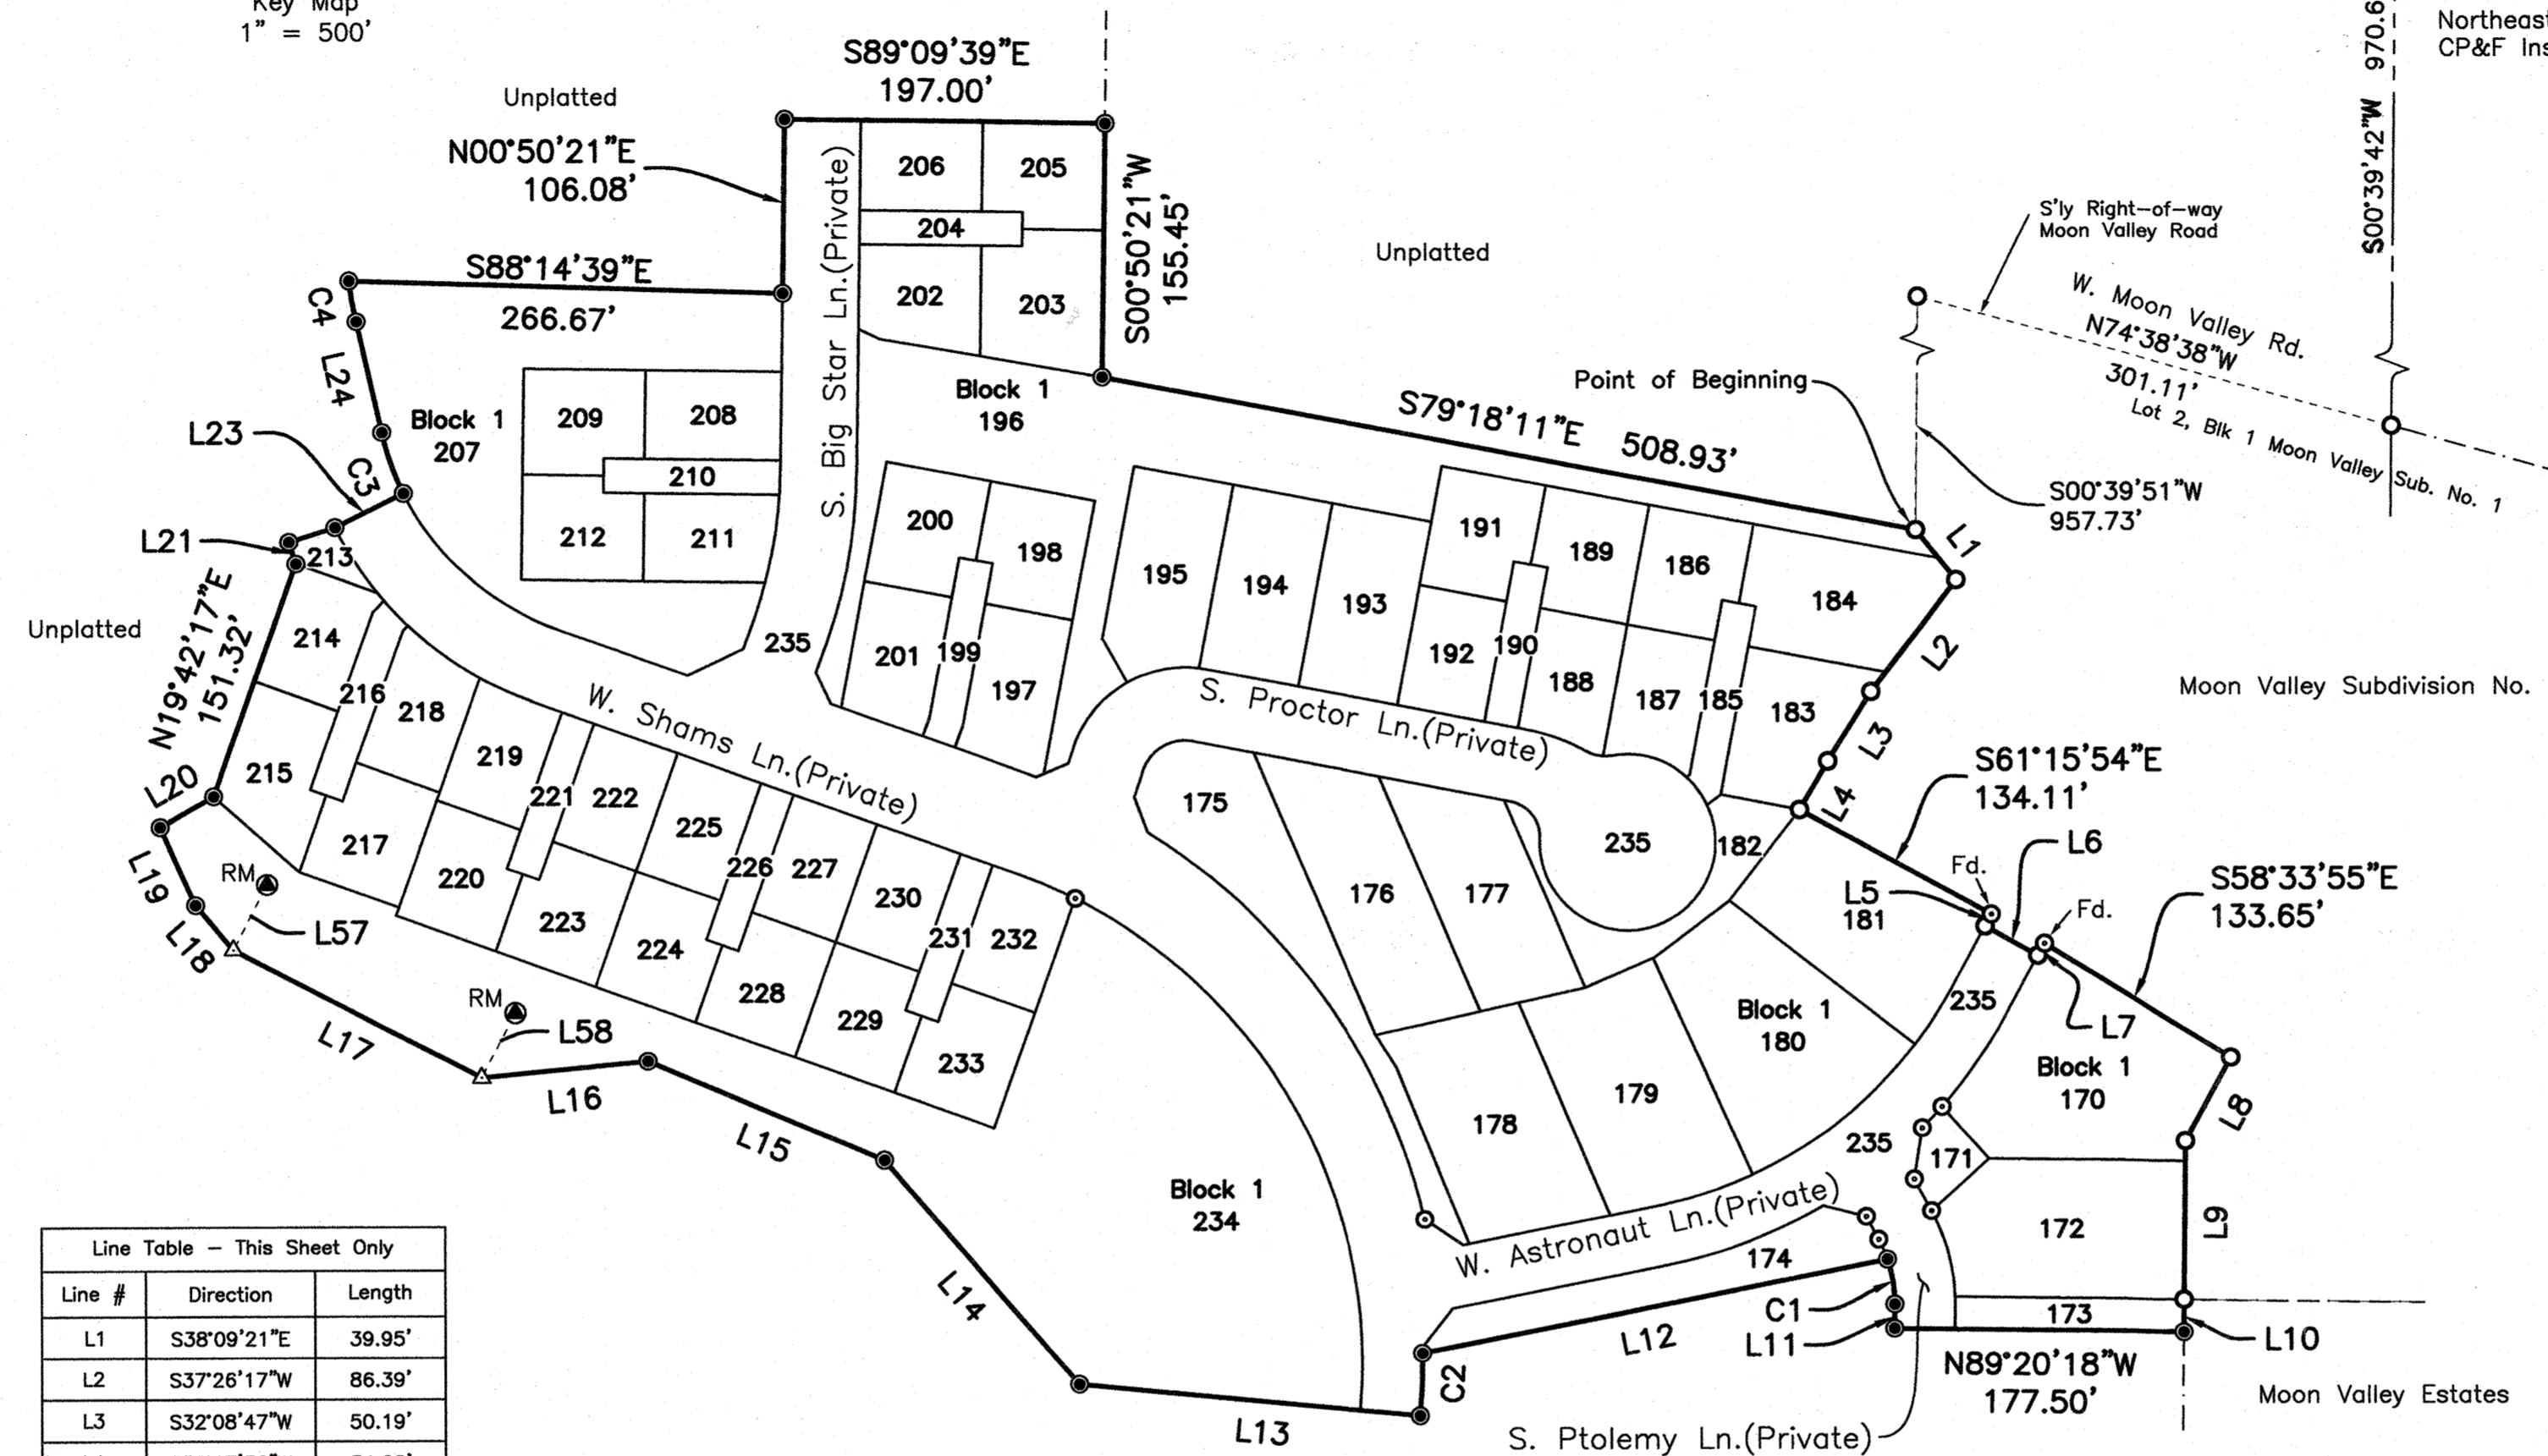 Key Map
1" = 500'
Unplatted
S89°09'39"E
197.00'
N00°50'21"E
106.08'
S88°14'39"E
266.67'
S. Big Star Ln.(Private)
206
205
204
202
203
S00°50'21"W
155.45'
Unplatted
S'ly Right-of-way
Moon Valley Road
W. Moon Valley Rd.
N74°38'38"W
301.11'
Lot 2, Blk 1 Moon Valley Sub. No. 1
S00°39'42"W 970.6
Northeast
CP&F Ins
Point of Beginning
S00°39'51"W
957.73'
S79°18'11"E 508.93'
C4
L24
L23
C3
L21
Block 1
207
209
208
210
212
211
Block 1
196
200
198
201
199
197
195
194
193
191
192
190
189
188
186
187
185
184
183
L1
L2
L3
L4
Moon Valley Subdivision No.
Unplatted
N19°42'17"E
151.32'
213
214
215
216
217
218
219
220
221
222
223
224
225
226
227
228
229
230
231
232
233
235
W. Shams Ln.(Private)
S. Proctor Ln.(Private)
175
176
177
235
182
S61°15'54"E
134.11'
L6
Fd.
L5
181
Fd.
S58°33'55"E
133.65'
L7
235
Block 1
180
Block 1
170
178
179
235
171
172
173
174
L8
L9
L10
L20
L19
L18
RM
L57
RM
L58
L17
L16
L15
L14
L13
Block 1
234
W. Astronaut Ln.(Private)
C2
L12
C1
L11
N89°20'18"W
177.50'
S. Ptolemy Ln.(Private)
Moon Valley Estates
Line Table - This Sheet Only
Line # Direction Length
L1 S38°09'21"E 39.95'
L2 S37°26'17"W 86.39'
L3 S32°08'47"W 50.19'